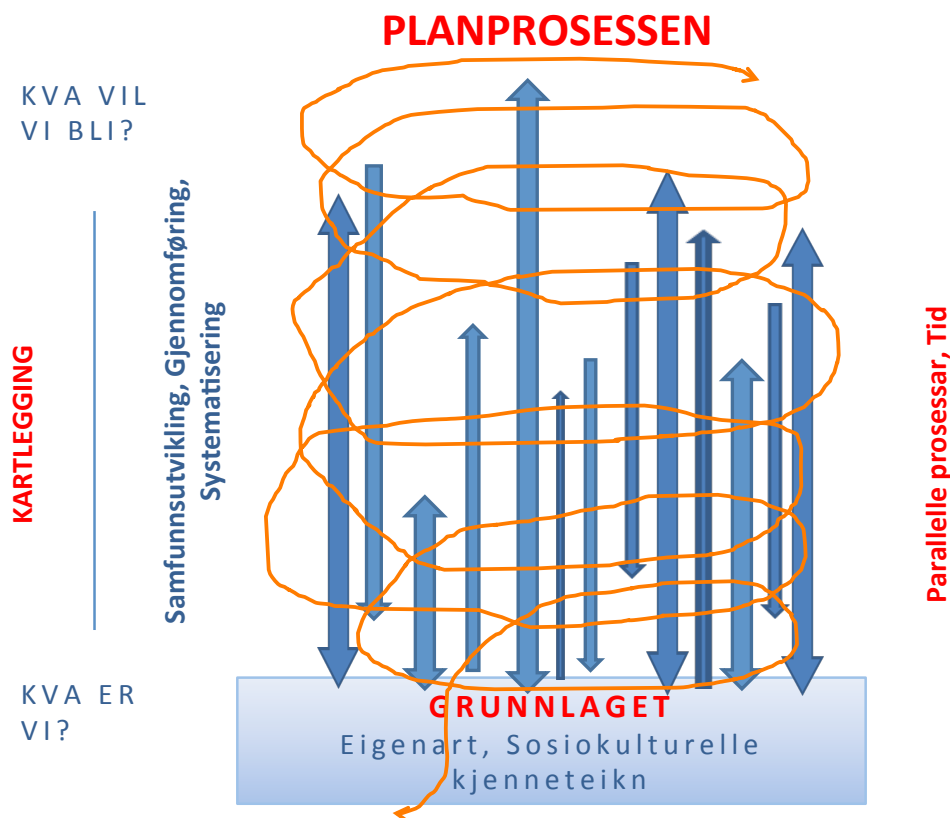 PLANPROSESSEN
KVA VIL
VI BLI?
KARTLEGGING
Samfunnsutvikling, Gjennomføring,
Systematisering
Parallelle prosessar, Tid
KVA ER
VI?
GRUNNLAGET
Eigenart, Sosiokulturelle
kjenneteikn